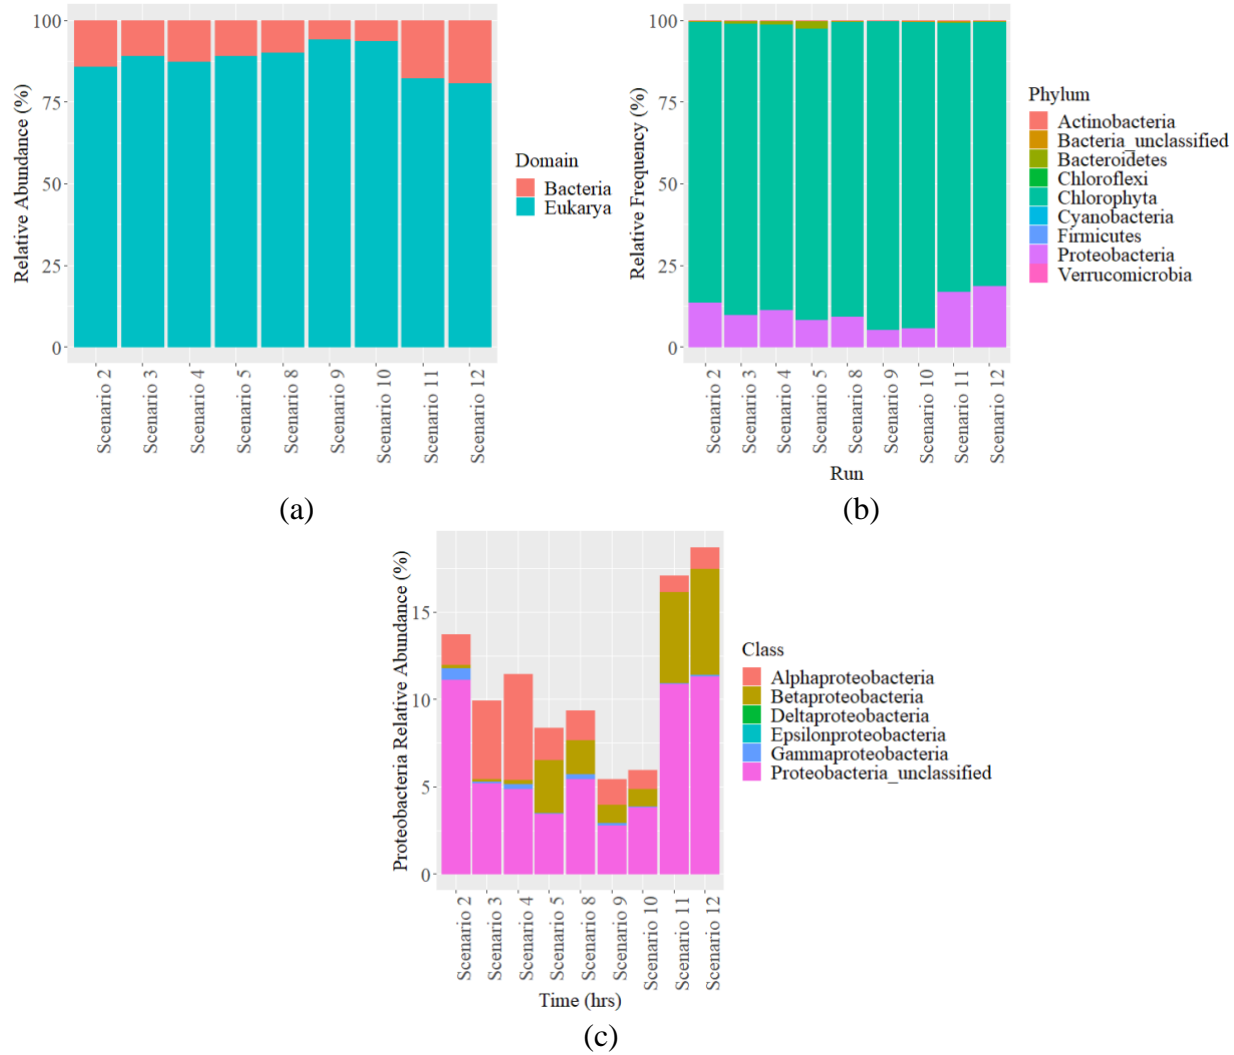 Relative Abundance (%)
100
75
50
25
0
Scenario 2
Scenario 3
Scenario 4
Scenario 5
Scenario 8
Scenario 9
Scenario 10
Scenario 11
Scenario 12
Domain
Bacteria
Eukarya
(a)
Relative Frequency (%)
100
75
50
25
0
Scenario 2
Scenario 3
Scenario 4
Scenario 5
Scenario 8
Scenario 9
Scenario 10
Scenario 11
Scenario 12
Run
Phylum
Actinobacteria
Bacteria_unclassified
Bacteroidetes
Chloroflexi
Chlorophyta
Cyanobacteria
Firmicutes
Proteobacteria
Verrucomicrobia
(b)
Proteobacteria Relative Abundance (%)
15
10
5
0
Scenario 2
Scenario 3
Scenario 4
Scenario 5
Scenario 8
Scenario 9
Scenario 10
Scenario 11
Scenario 12
Time (hrs)
Class
Alphaproteobacteria
Betaproteobacteria
Deltaproteobacteria
Epsilonproteobacteria
Gammaproteobacteria
Proteobacteria_unclassified
(c)